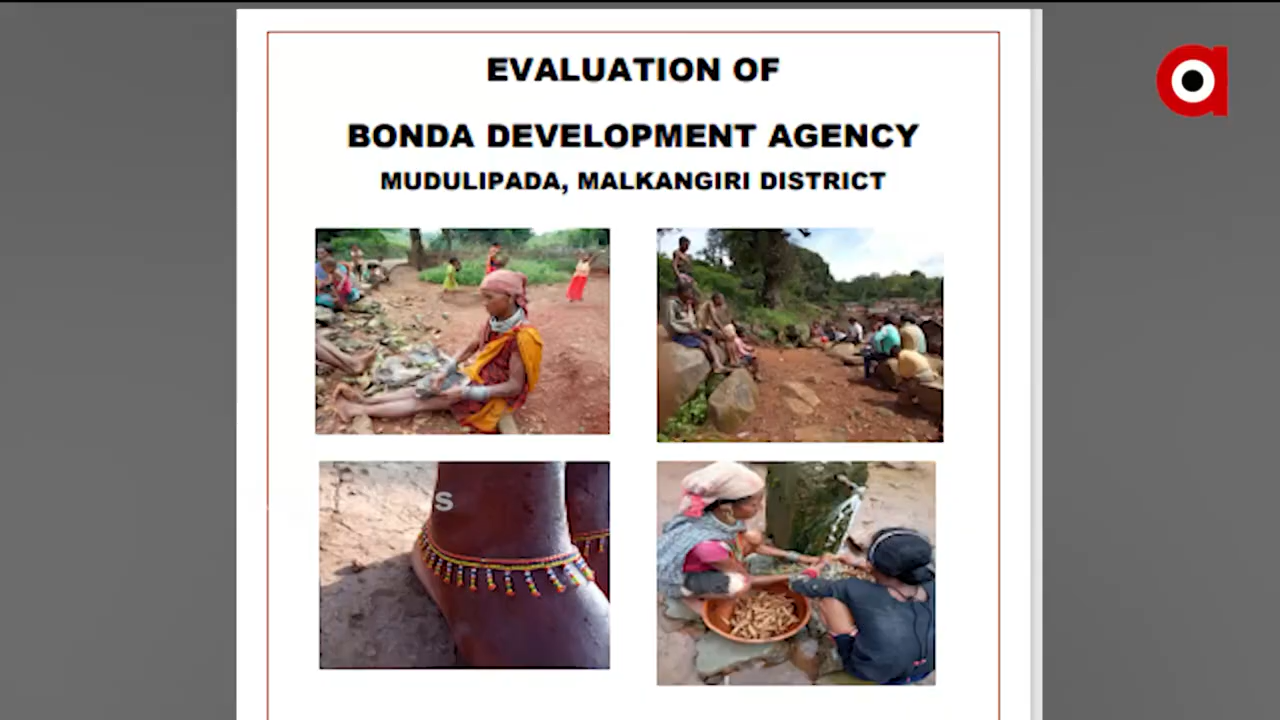 EVALUATION OF
BONDA DEVELOPMENT AGENCY
MUDULIPADA, MALKANGIRI DISTRICT
s